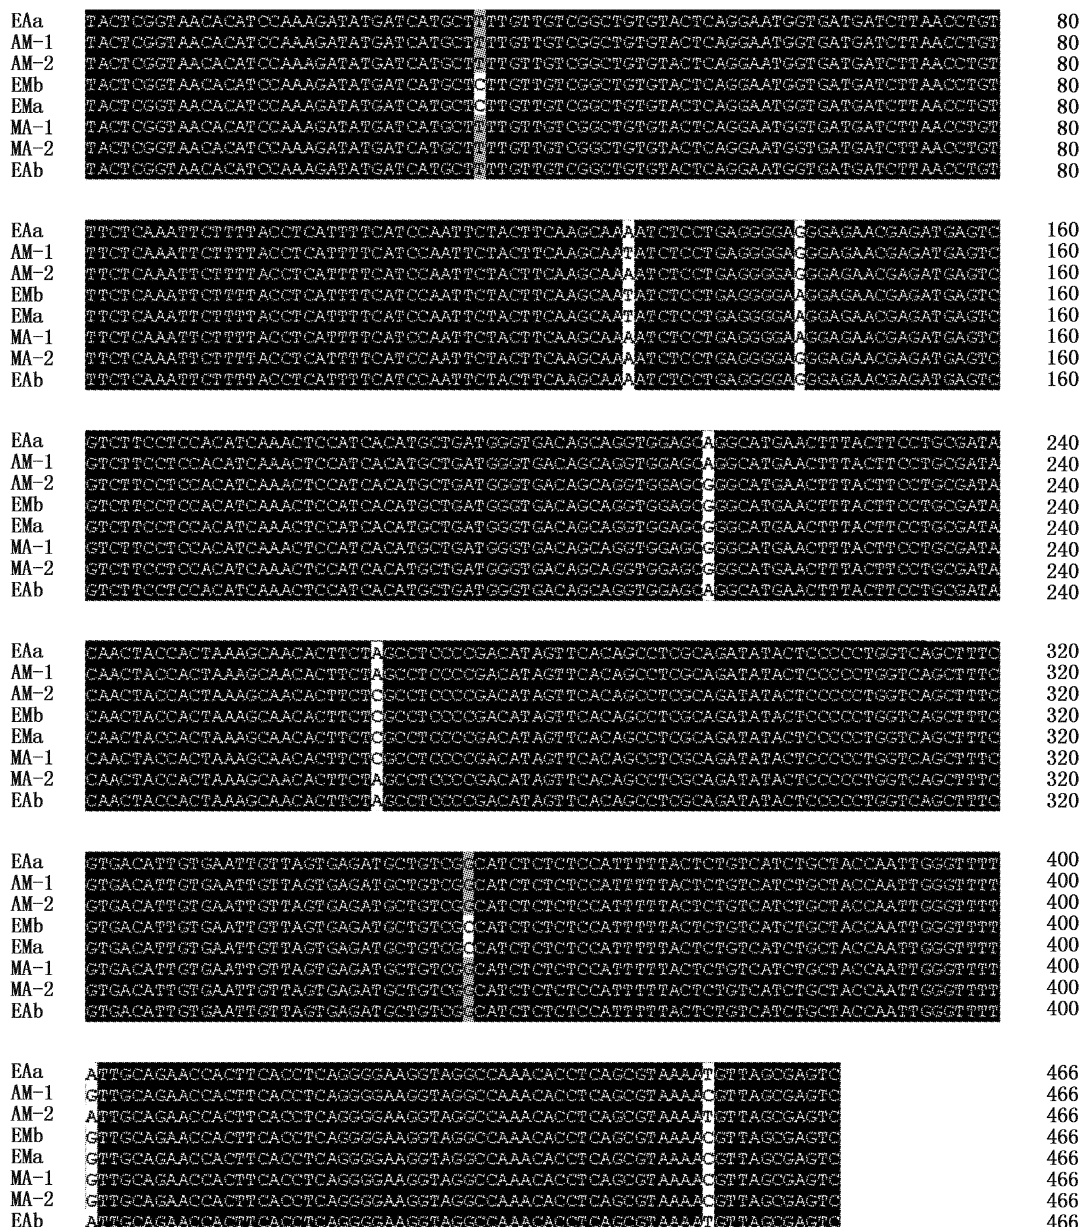 EAa TACTCGGTAACACATCCAAAGATATGATCATGCTATTGTTGTCGGCTGTGTACTCAGGAATGGTGATGATCTTAACCTGT 80
AM-1 TACTCGGTAACACATCCAAAGATATGATCATGCTATTGTTGTCGGCTGTGTACTCAGGAATGGTGATGATCTTAACCTGT 80
AM-2 TACTCGGTAACACATCCAAAGATATGATCATGCTATTGTTGTCGGCTGTGTACTCAGGAATGGTGATGATCTTAACCTGT 80
EMb TACTCGGTAACACATCCAAAGATATGATCATGCTCTTGTTGTCGGCTGTGTACTCAGGAATGGTGATGATCTTAACCTGT 80
EMa TACTCGGTAACACATCCAAAGATATGATCATGCTCTTGTTGTCGGCTGTGTACTCAGGAATGGTGATGATCTTAACCTGT 80
MA-1 TACTCGGTAACACATCCAAAGATATGATCATGCTATTGTTGTCGGCTGTGTACTCAGGAATGGTGATGATCTTAACCTGT 80
MA-2 TACTCGGTAACACATCCAAAGATATGATCATGCTATTGTTGTCGGCTGTGTACTCAGGAATGGTGATGATCTTAACCTGT 80
EAb TACTCGGTAACACATCCAAAGATATGATCATGCTATTGTTGTCGGCTGTGTACTCAGGAATGGTGATGATCTTAACCTGT 80
EAa TTCTCAAATTCTTTTACCTCATTTTCATCCAATTCTACTTCAAGCAAAATCTCCTGAGGGGAGGGAGAACGAGATGAGTC 160
AM-1 TTCTCAAATTCTTTTACCTCATTTTCATCCAATTCTACTTCAAGCAATATCTCCTGAGGGGAGGGAGAACGAGATGAGTC 160
AM-2 TTCTCAAATTCTTTTACCTCATTTTCATCCAATTCTACTTCAAGCAAAATCTCCTGAGGGGAGGGAGAACGAGATGAGTC 160
EMb TTCTCAAATTCTTTTACCTCATTTTCATCCAATTCTACTTCAAGCAATATCTCCTGAGGGGAAGGAGAACGAGATGAGTC 160
EMa TTCTCAAATTCTTTTACCTCATTTTCATCCAATTCTACTTCAAGCAATATCTCCTGAGGGGAAGGAGAACGAGATGAGTC 160
MA-1 TTCTCAAATTCTTTTACCTCATTTTCATCCAATTCTACTTCAAGCAAAATCTCCTGAGGGGAAGGAGAACGAGATGAGTC 160
MA-2 TTCTCAAATTCTTTTACCTCATTTTCATCCAATTCTACTTCAAGCAAAATCTCCTGAGGGGAGGGAGAACGAGATGAGTC 160
EAb TTCTCAAATTCTTTTACCTCATTTTCATCCAATTCTACTTCAAGCAAAATCTCCTGAGGGGAGGGAGAACGAGATGAGTC 160
EAa GTCTTCCTCCACATCAAACTCCATCACATGCTGATGGGTGACAGCAGGTGGAGCAGGCATGAACTTTACTTCCTGCGATA 240
AM-1 GTCTTCCTCCACATCAAACTCCATCACATGCTGATGGGTGACAGCAGGTGGAGCAGGCATGAACTTTACTTCCTGCGATA 240
AM-2 GTCTTCCTCCACATCAAACTCCATCACATGCTGATGGGTGACAGCAGGTGGAGCGGGCATGAACTTTACTTCCTGCGATA 240
EMb GTCTTCCTCCACATCAAACTCCATCACATGCTGATGGGTGACAGCAGGTGGAGCGGGCATGAACTTTACTTCCTGCGATA 240
EMa GTCTTCCTCCACATCAAACTCCATCACATGCTGATGGGTGACAGCAGGTGGAGCGGGCATGAACTTTACTTCCTGCGATA 240
MA-1 GTCTTCCTCCACATCAAACTCCATCACATGCTGATGGGTGACAGCAGGTGGAGCGGGCATGAACTTTACTTCCTGCGATA 240
MA-2 GTCTTCCTCCACATCAAACTCCATCACATGCTGATGGGTGACAGCAGGTGGAGCGGGCATGAACTTTACTTCCTGCGATA 240
EAb GTCTTCCTCCACATCAAACTCCATCACATGCTGATGGGTGACAGCAGGTGGAGCAGGCATGAACTTTACTTCCTGCGATA 240
EAa CAACTACCACTAAAGCAACACTTCTAGCCTCCCCGACATAGTTCACAGCCTCGCAGATATACTCCCCCTGGTCAGCTTTC 320
AM-1 CAACTACCACTAAAGCAACACTTCTAGCCTCCCCGACATAGTTCACAGCCTCGCAGATATACTCCCCCTGGTCAGCTTTC 320
AM-2 CAACTACCACTAAAGCAACACTTCTCGCCTCCCCGACATAGTTCACAGCCTCGCAGATATACTCCCCCTGGTCAGCTTTC 320
EMb CAACTACCACTAAAGCAACACTTCTCGCCTCCCCGACATAGTTCACAGCCTCGCAGATATACTCCCCCTGGTCAGCTTTC 320
EMa CAACTACCACTAAAGCAACACTTCTCGCCTCCCCGACATAGTTCACAGCCTCGCAGATATACTCCCCCTGGTCAGCTTTC 320
MA-1 CAACTACCACTAAAGCAACACTTCTCGCCTCCCCGACATAGTTCACAGCCTCGCAGATATACTCCCCCTGGTCAGCTTTC 320
MA-2 CAACTACCACTAAAGCAACACTTCTAGCCTCCCCGACATAGTTCACAGCCTCGCAGATATACTCCCCCTGGTCAGCTTTC 320
EAb CAACTACCACTAAAGCAACACTTCTAGCCTCCCCGACATAGTTCACAGCCTCGCAGATATACTCCCCCTGGTCAGCTTTC 320
EAa GTGACATTGTGAATTGTTAGTGAGATGCTGTCGGCATCTCTCTCCATTTTTACTCTGTCATCTGCTACCAATTGGGTTTT 400
AM-1 GTGACATTGTGAATTGTTAGTGAGATGCTGTCGGCATCTCTCTCCATTTTTACTCTGTCATCTGCTACCAATTGGGTTTT 400
AM-2 GTGACATTGTGAATTGTTAGTGAGATGCTGTCGGCATCTCTCTCCATTTTTACTCTGTCATCTGCTACCAATTGGGTTTT 400
EMb GTGACATTGTGAATTGTTAGTGAGATGCTGTCGCCATCTCTCTCCATTTTTACTCTGTCATCTGCTACCAATTGGGTTTT 400
EMa GTGACATTGTGAATTGTTAGTGAGATGCTGTCGCCATCTCTCTCCATTTTTACTCTGTCATCTGCTACCAATTGGGTTTT 400
MA-1 GTGACATTGTGAATTGTTAGTGAGATGCTGTCGGCATCTCTCTCCATTTTTACTCTGTCATCTGCTACCAATTGGGTTTT 400
MA-2 GTGACATTGTGAATTGTTAGTGAGATGCTGTCGGCATCTCTCTCCATTTTTACTCTGTCATCTGCTACCAATTGGGTTTT 400
EAb GTGACATTGTGAATTGTTAGTGAGATGCTGTCGGCATCTCTCTCCATTTTTACTCTGTCATCTGCTACCAATTGGGTTTT 400
EAa ATTGCAGAACCACTTCACCTCAGGGGAAGGTAGGCCAAACACCTCAGCGTAAAATGTTAGCGAGTC 466
AM-1 GTTGCAGAACCACTTCACCTCAGGGGAAGGTAGGCCAAACACCTCAGCGTAAAACGTTAGCGAGTC 466
AM-2 ATTGCAGAACCACTTCACCTCAGGGGAAGGTAGGCCAAACACCTCAGCGTAAAATGTTAGCGAGTC 466
EMb GTTGCAGAACCACTTCACCTCAGGGGAAGGTAGGCCAAACACCTCAGCGTAAAACGTTAGCGAGTC 466
EMa GTTGCAGAACCACTTCACCTCAGGGGAAGGTAGGCCAAACACCTCAGCGTAAAACGTTAGCGAGTC 466
MA-1 GTTGCAGAACCACTTCACCTCAGGGGAAGGTAGGCCAAACACCTCAGCGTAAAACGTTAGCGAGTC 466
MA-2 GTTGCAGAACCACTTCACCTCAGGGGAAGGTAGGCCAAACACCTCAGCGTAAAACGTTAGCGAGTC 466
EAb ATTGCAGAACCACTTCACCTCAGGGGAAGGTAGGCCAAACACCTCAGCGTAAAATGTTAGCGAGTC 466